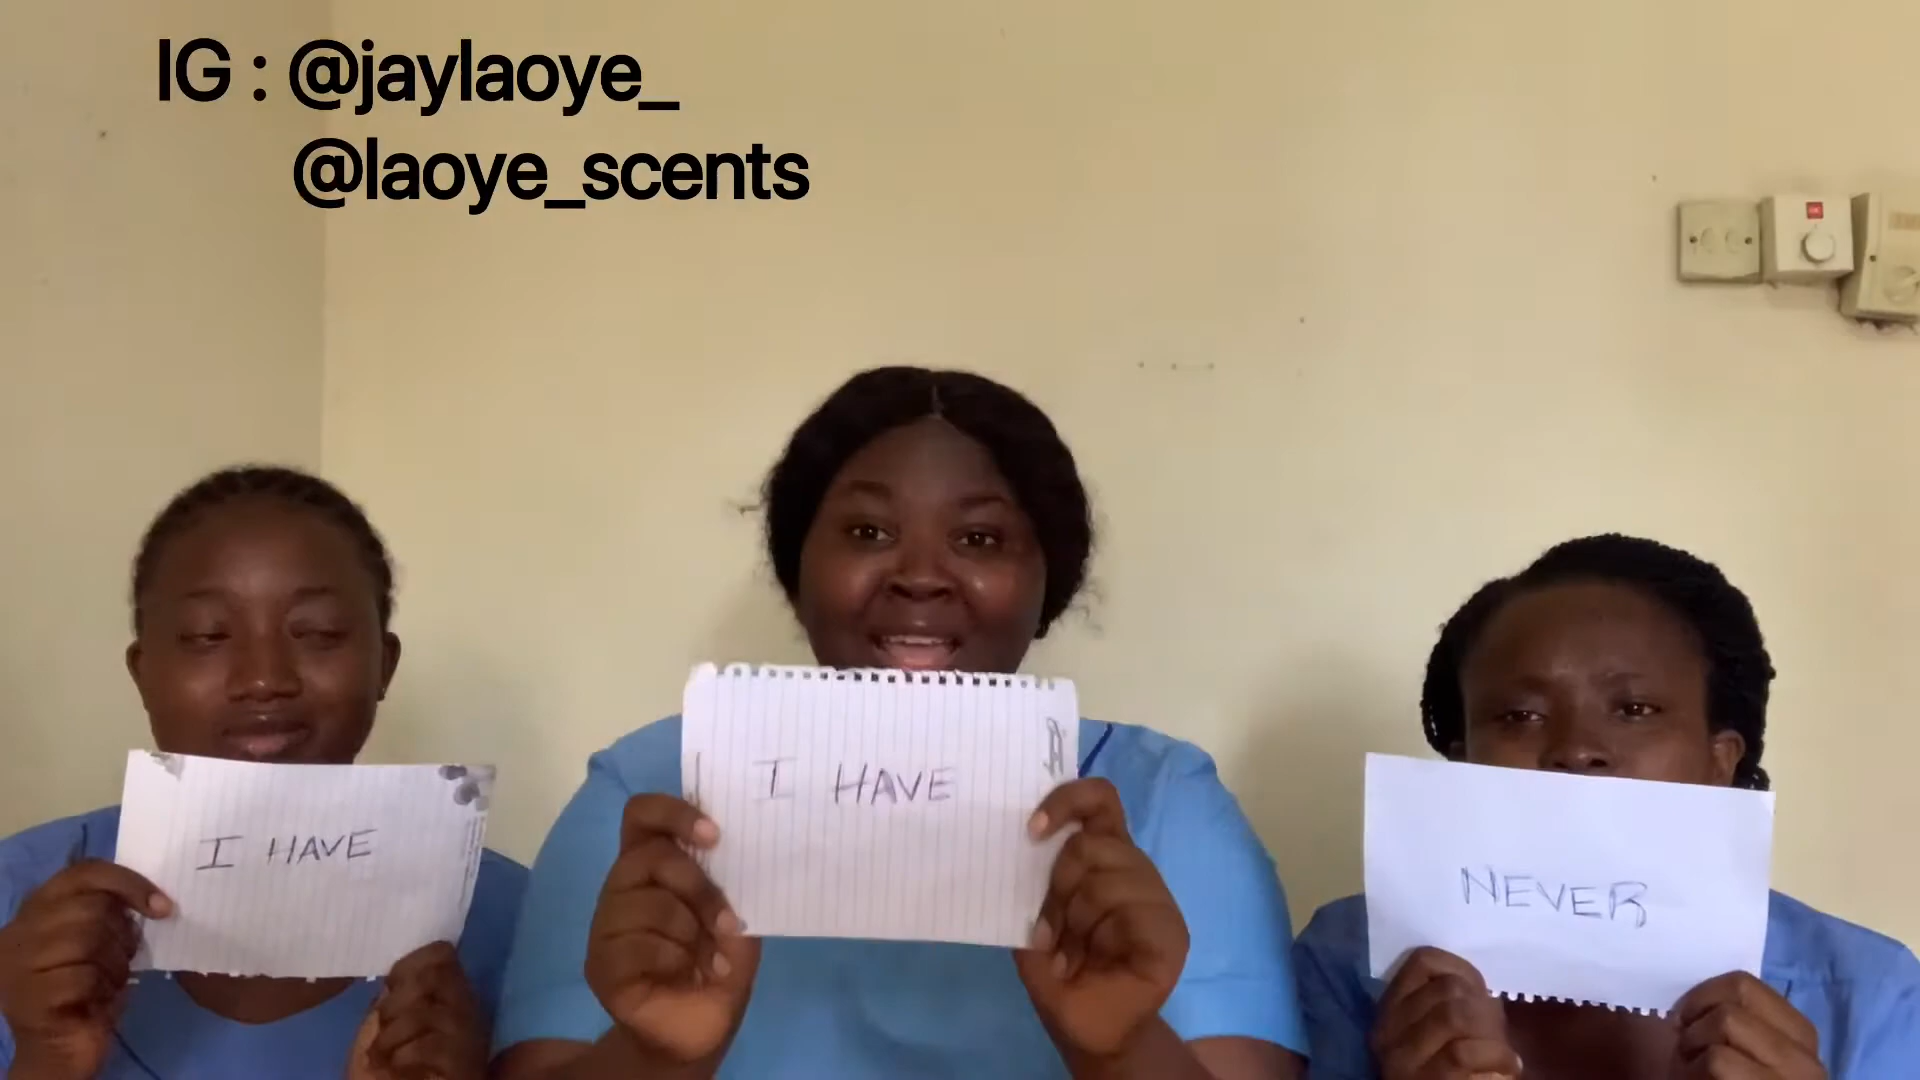 IG : @jaylaoye_
@laoye_scents
I HAVE
I HAVE
NEVER